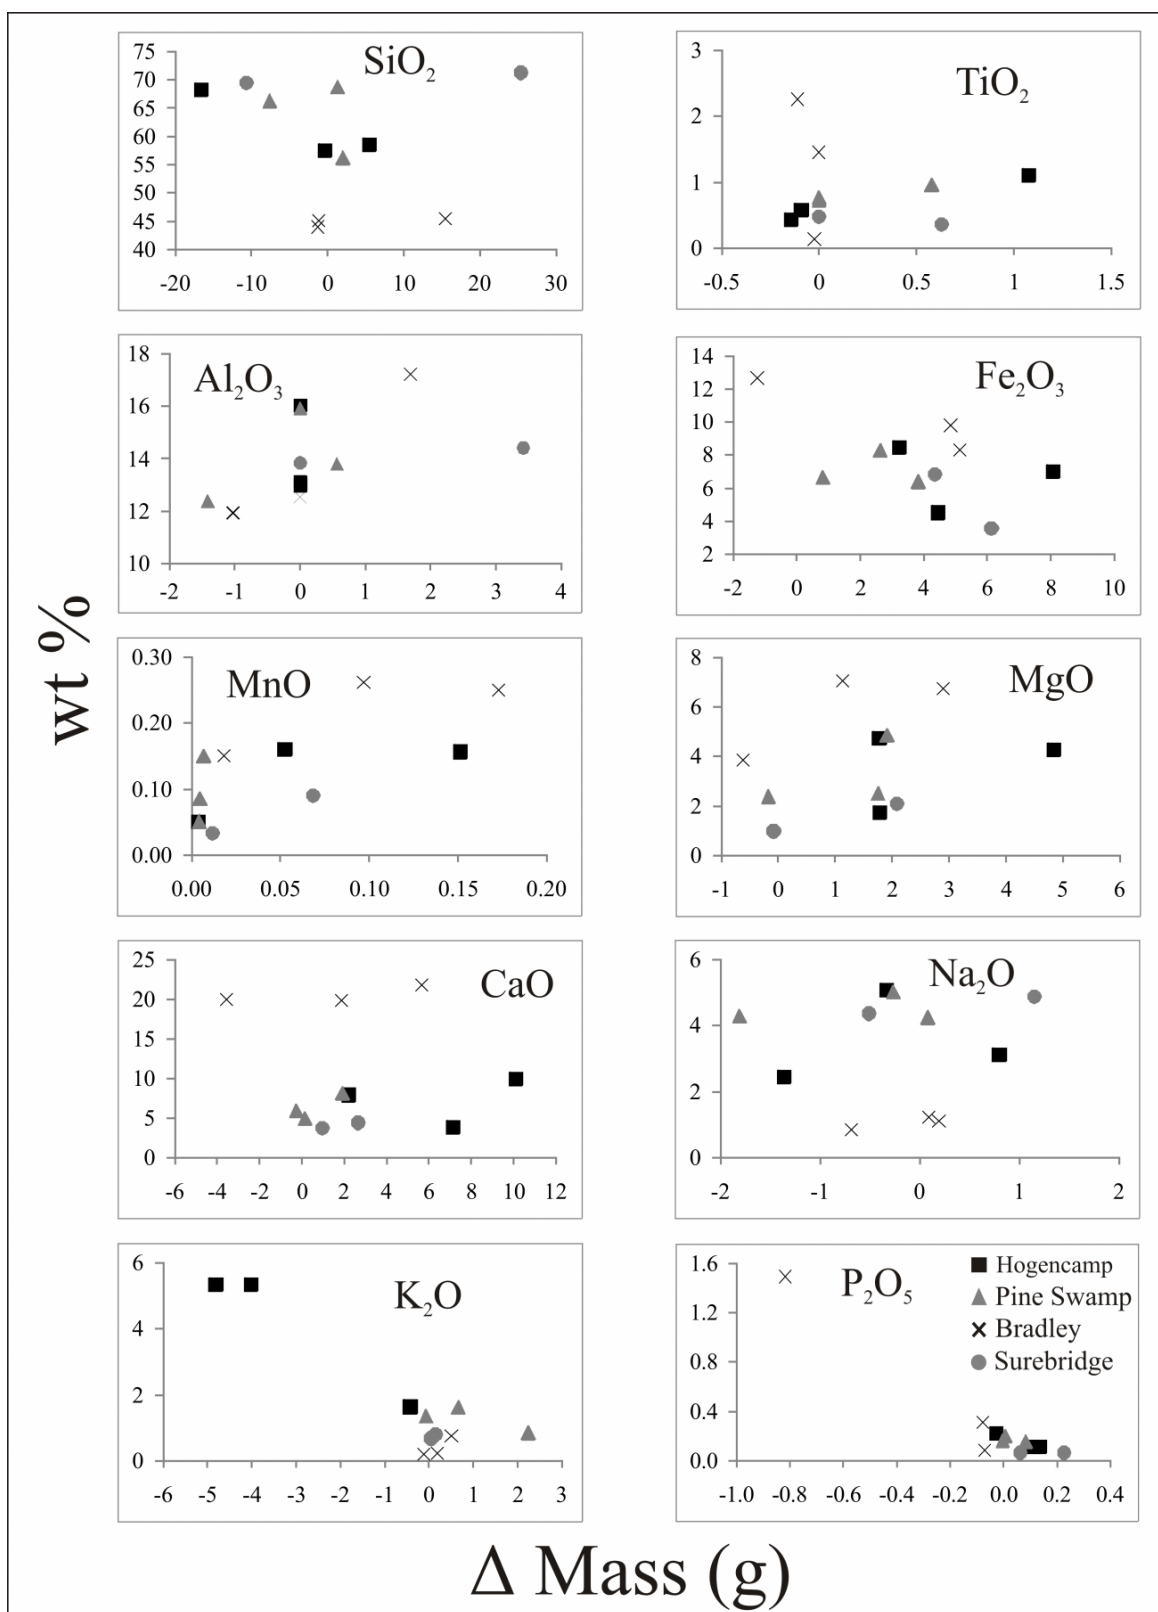 SiO₂
75
70
65
60
55
50
45
40
-20 -10 0 10 20 30
TiO₂
3
2
1
0
-0.5 0 0.5 1 1.5
Al₂O₃
18
16
14
12
10
-2 -1 0 1 2 3 4
Fe₂O₃
14
12
10
8
6
4
2
-2 0 2 4 6 8 10
wt %
MnO
0.30
0.20
0.10
0.00
0.00 0.05 0.10 0.15 0.20
MgO
8
6
4
2
0
-1 0 1 2 3 4 5 6
CaO
25
20
15
10
5
0
-6 -4 -2 0 2 4 6 8 10 12
Na₂O
6
4
2
0
-2 -1 0 1 2
K₂O
6
4
2
0
-6 -5 -4 -3 -2 -1 0 1 2 3
P₂O₅
1.6
1.2
0.8
0.4
0.0
-1.0 -0.8 -0.6 -0.4 -0.2 0.0 0.2 0.4
Hogencamp
Pine Swamp
Bradley
Surebridge
Δ Mass (g)